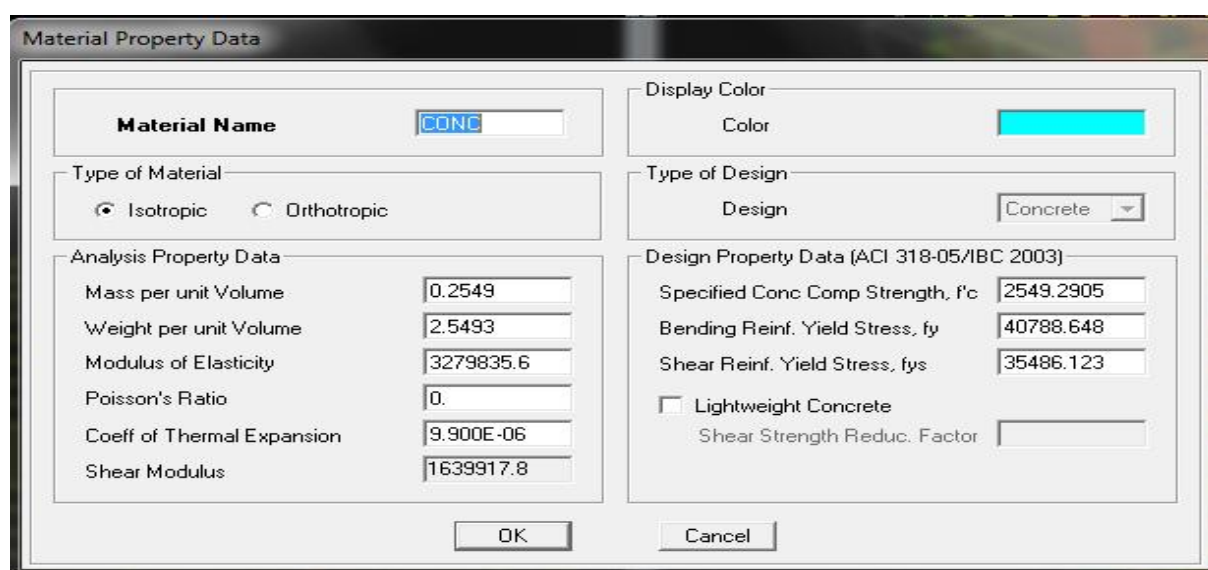 Material Property Data
Material Name CONC
Display Color
Color
Type of Material
Isotropic Orthotropic
Type of Design
Design Concrete
Analysis Property Data
Mass per unit Volume 0.2549
Weight per unit Volume 2.5493
Modulus of Elasticity 3279835.6
Poisson's Ratio 0.
Coeff of Thermal Expansion 9.900E-06
Shear Modulus 1639917.8
Design Property Data (ACI 318-05/IBC 2003)
Specified Conc Comp Strength, f'c 2549.2905
Bending Reinf. Yield Stress, fy 40788.648
Shear Reinf. Yield Stress, fys 35486.123
Lightweight Concrete
Shear Strength Reduc. Factor
OK Cancel